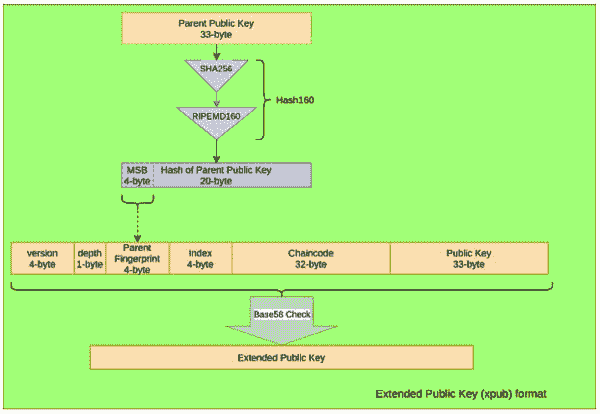 Parent Public Key
33-byte
SHA256
RIPEMD160
Hash160
MSB
4-byte
Hash of Parent Public Key
20-byte
version
4-byte
depth
1-byte
Parent
Fingerprint
4-byte
Index
4-byte
Chaincode
32-byte
Public Key
33-byte
Base58 Check
Extended Public Key
Extended Public Key (xpub) format